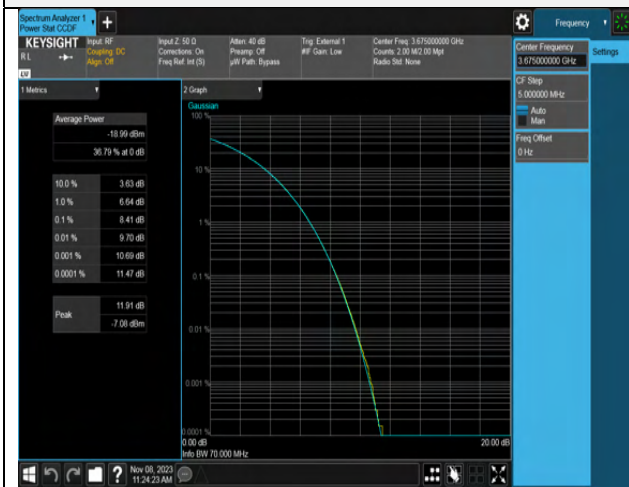 Spectrum Analyzer 1
Power Stat CCDF
Frequency
KEYSIGHT
Input: RF
Coupling: DC
Align: Off
Input Z: 50 Ω
Corrections: On
Freq Ref: Int (S)
Atten: 40 dB
Preamp: Off
µW Path: Bypass
Trig: External 1
#IF Gain: Low
Center Freq: 3.675000000 GHz
Counts: 2.00 M/2.00 Mpt
Radio Std: None
R L
1 Metrics
Average Power
-18.99 dBm
36.79 % at 0 dB
10.0 % 3.63 dB
1.0 % 6.64 dB
0.1 % 8.41 dB
0.01 % 9.70 dB
0.001 % 10.69 dB
0.0001 % 11.47 dB
Peak
11.91 dB
-7.08 dBm
2 Graph
Gaussian
100 %
10 %
1 %
0.1 %
0.01 %
0.001 %
0.0001 %
0.00 dB
20.00 dB
Info BW 70.000 MHz
Center Frequency
3.675000000 GHz
Settings
CF Step
5.000000 MHz
Auto
Man
Freq Offset
0 Hz
Nov 08, 2023
11:24:23 AM